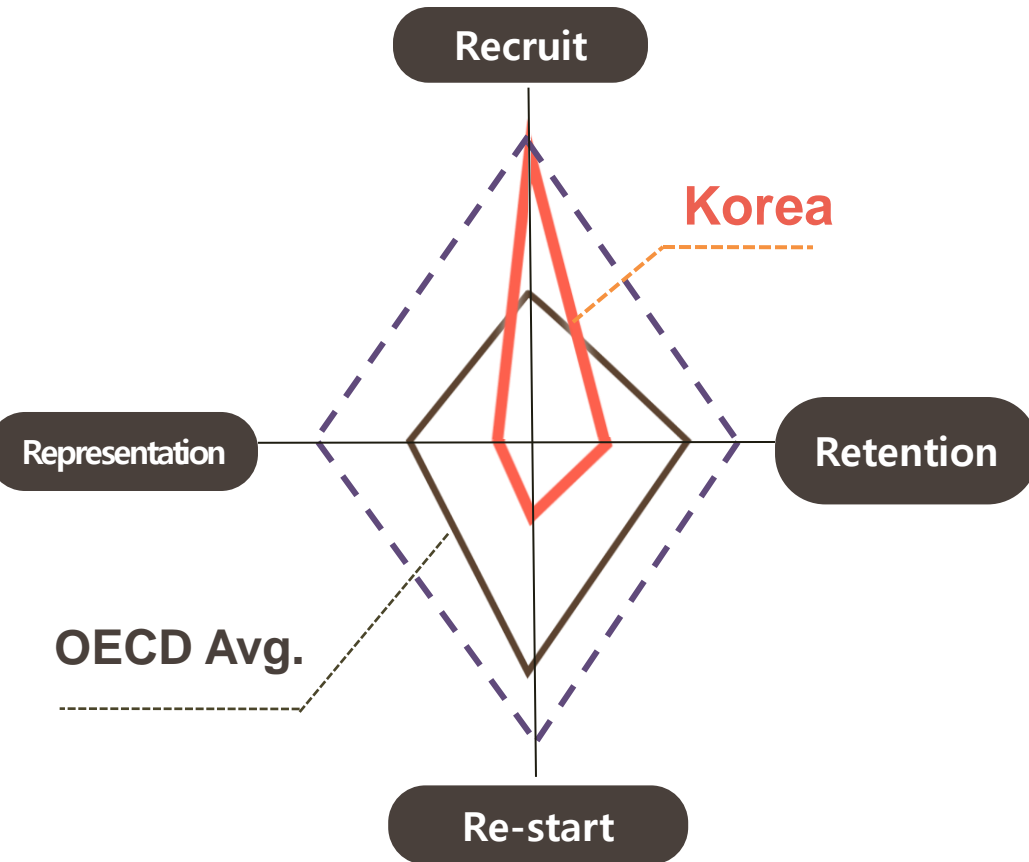 Recruit
Korea
Representation
Retention
OECD Avg.
Re-start